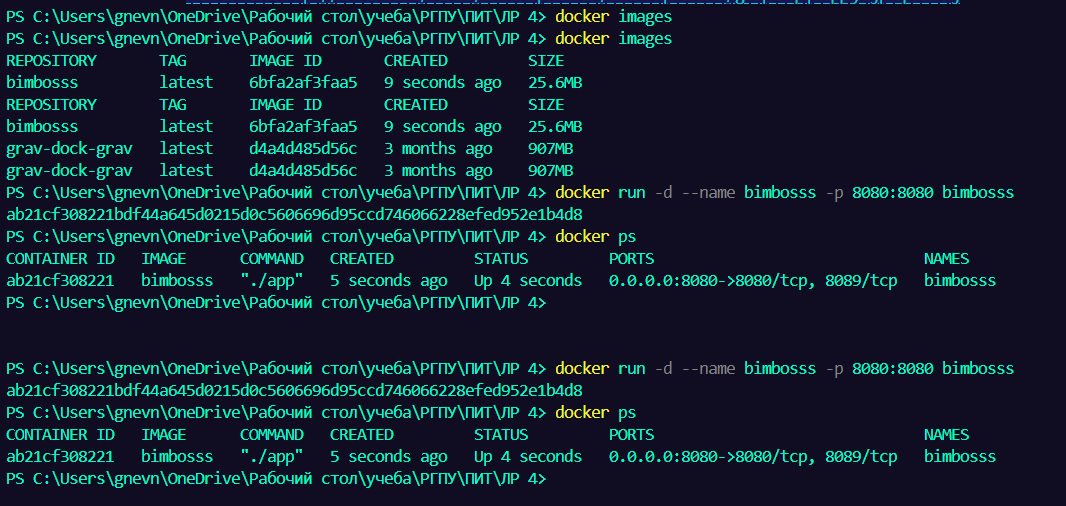 PS C:\Users\gnevn\OneDrive\Рабочий стол\учеба\РГПУ\ПИТ\ЛР 4> docker images
PS C:\Users\gnevn\OneDrive\Рабочий стол\учеба\РГПУ\ПИТ\ЛР 4> docker images
REPOSITORY       TAG       IMAGE ID       CREATED         SIZE
bimbosss         latest    6bfa2af3faa5   9 seconds ago   25.6MB
REPOSITORY       TAG       IMAGE ID       CREATED         SIZE
bimbosss         latest    6bfa2af3faa5   9 seconds ago   25.6MB
grav-dock-grav   latest    d4a4d485d56c   3 months ago    907MB
grav-dock-grav   latest    d4a4d485d56c   3 months ago    907MB
PS C:\Users\gnevn\OneDrive\Рабочий стол\учеба\РГПУ\ПИТ\ЛР 4> docker run -d --name bimbosss -p 8080:8080 bimbosss
ab21cf308221bdf44a645d0215d0c5606696d95ccd746066228efed952e1b4d8
PS C:\Users\gnevn\OneDrive\Рабочий стол\учеба\РГПУ\ПИТ\ЛР 4> docker ps
CONTAINER ID   IMAGE      COMMAND   CREATED         STATUS         PORTS                              NAMES
ab21cf308221   bimbosss   "./app"   5 seconds ago   Up 4 seconds   0.0.0.0:8080->8080/tcp, 8089/tcp   bimbosss
PS C:\Users\gnevn\OneDrive\Рабочий стол\учеба\РГПУ\ПИТ\ЛР 4>
PS C:\Users\gnevn\OneDrive\Рабочий стол\учеба\РГПУ\ПИТ\ЛР 4> docker run -d --name bimbosss -p 8080:8080 bimbosss
ab21cf308221bdf44a645d0215d0c5606696d95ccd746066228efed952e1b4d8
PS C:\Users\gnevn\OneDrive\Рабочий стол\учеба\РГПУ\ПИТ\ЛР 4> docker ps
CONTAINER ID   IMAGE      COMMAND   CREATED         STATUS         PORTS                              NAMES
ab21cf308221   bimbosss   "./app"   5 seconds ago   Up 4 seconds   0.0.0.0:8080->8080/tcp, 8089/tcp   bimbosss
PS C:\Users\gnevn\OneDrive\Рабочий стол\учеба\РГПУ\ПИТ\ЛР 4>